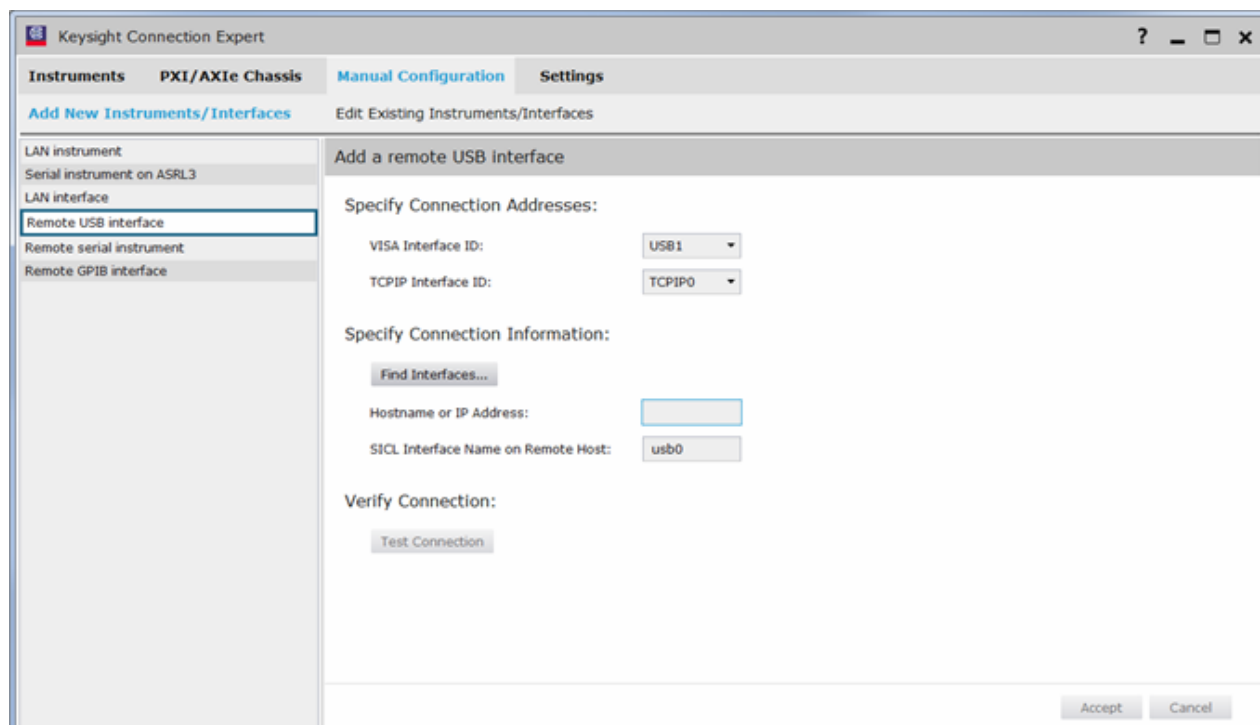 Keysight Connection Expert
?
Instruments PXI/AXIe Chassis Manual Configuration Settings
Add New Instruments/Interfaces Edit Existing Instruments/Interfaces
LAN instrument
Serial instrument on ASRL3
LAN interface
Remote USB interface
Remote serial instrument
Remote GPIB interface
Add a remote USB interface
Specify Connection Addresses:
VISA Interface ID: USB1
TCPIP Interface ID: TCPIP0
Specify Connection Information:
Find Interfaces...
Hostname or IP Address:
SICL Interface Name on Remote Host: usb0
Verify Connection:
Test Connection
Accept Cancel